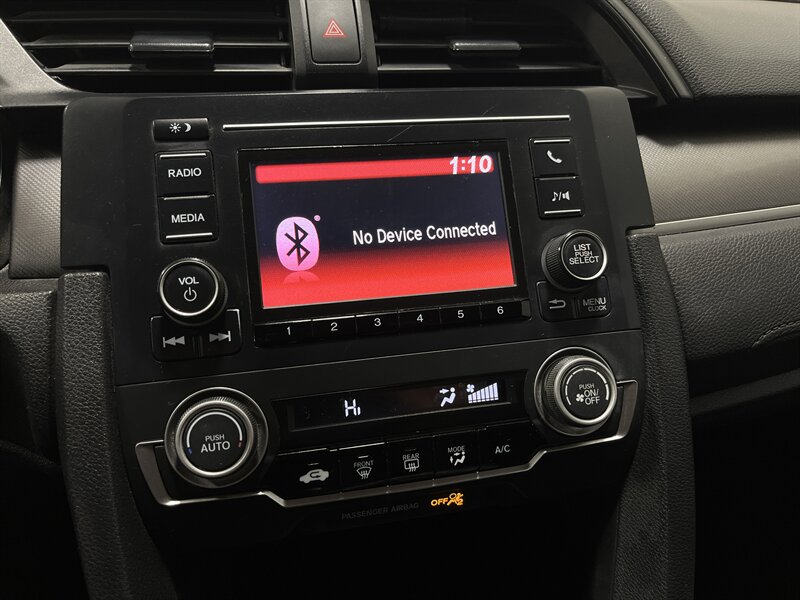 RADIO
MEDIA
1:10
No Device Connected
VOL
LIST
PUSH
SELECT
MENU
CLOCK
1 2 3 4 5 6
HI
PUSH
AUTO
PUSH
ON/
OFF
FRONT
REAR
MODE
A/C
PASSENGER AIRBAG
OFF
2